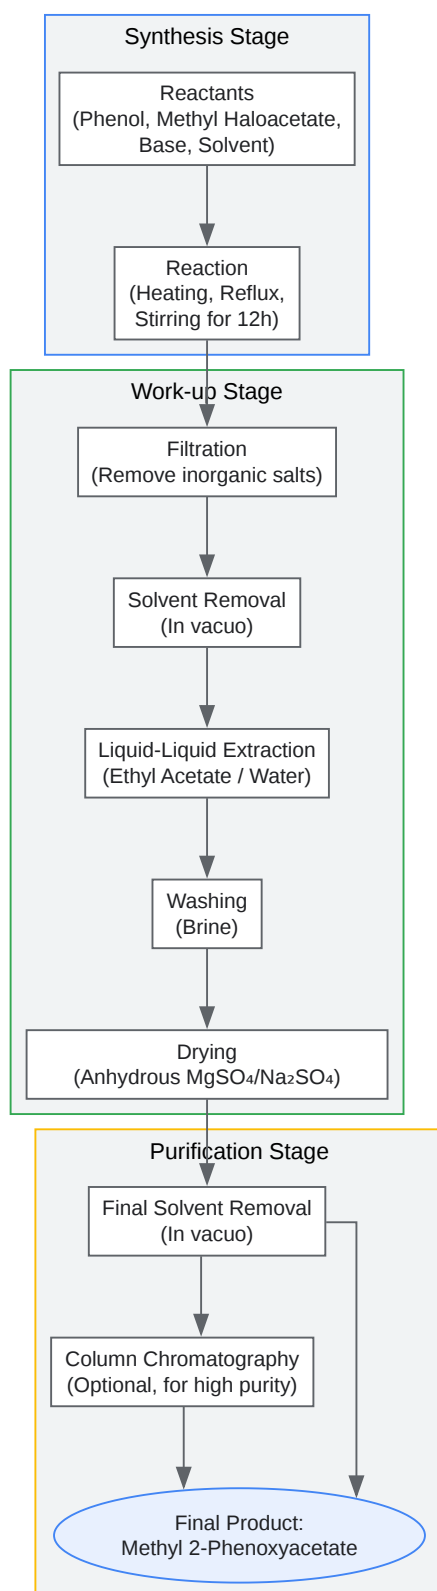 Synthesis Stage
Reactants
(Phenol, Methyl Haloacetate,
Base, Solvent)
Reaction
(Heating, Reflux,
Stirring for 12h)
Work-up Stage
Filtration
(Remove inorganic salts)
Solvent Removal
(In vacuo)
Liquid-Liquid Extraction
(Ethyl Acetate / Water)
Washing
(Brine)
Drying
(Anhydrous MgSO₄/Na₂SO₄)
Purification Stage
Final Solvent Removal
(In vacuo)
Column Chromatography
(Optional, for high purity)
Final Product:
Methyl 2-Phenoxyacetate